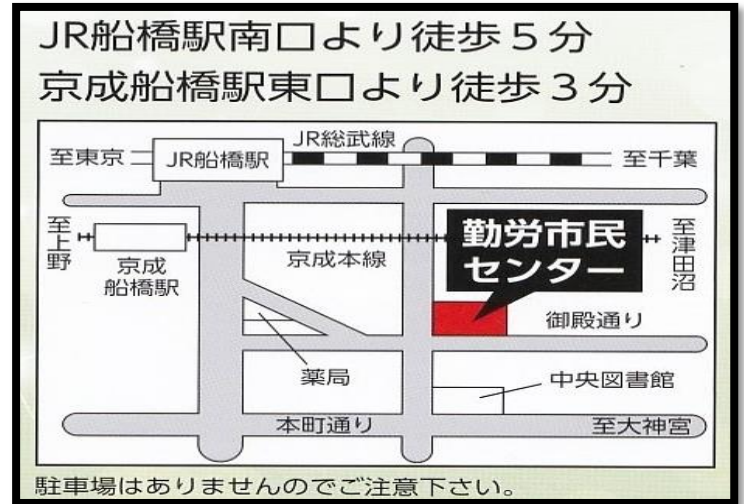 JR船橋駅南口より徒歩5分
京成船橋駅東口より徒歩3分
JR総武線
至東京
JR船橋駅
至千葉
至上野
京成
船橋駅
京成本線
勤労市民
センター
至津田沼
御殿通り
薬局
中央図書館
本町通り
至大神宮
駐車場はありませんのでご注意下さい。